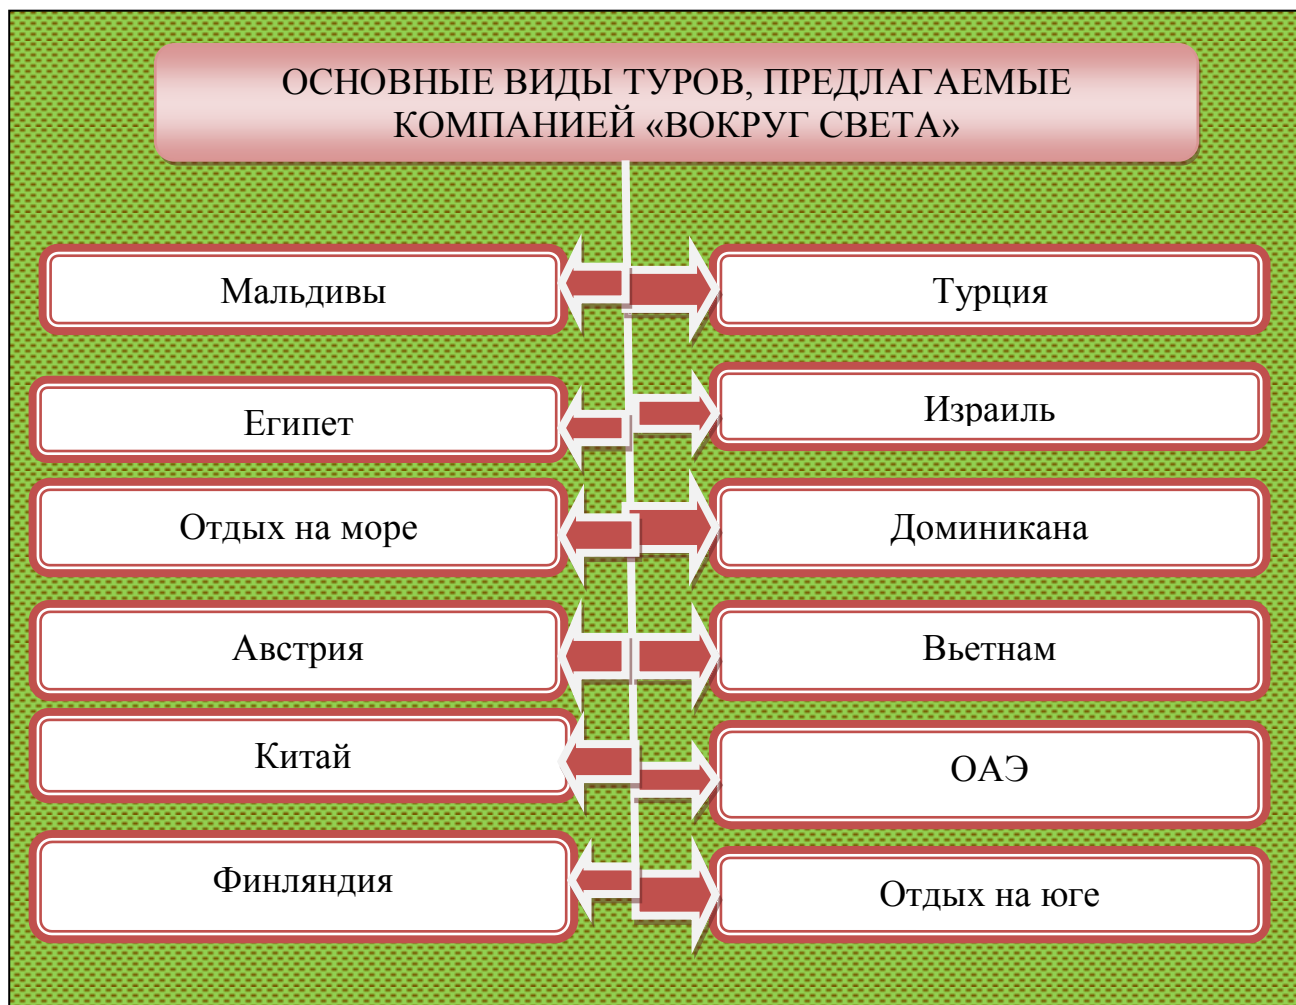 ОСНОВНЫЕ ВИДЫ ТУРОВ, ПРЕДЛАГАЕМЫЕ
КОМПАНИЕЙ «ВОКРУГ СВЕТА»
Мальдивы
Турция
Египет
Израиль
Отдых на море
Доминикана
Австрия
Вьетнам
Китай
ОАЭ
Финляндия
Отдых на юге